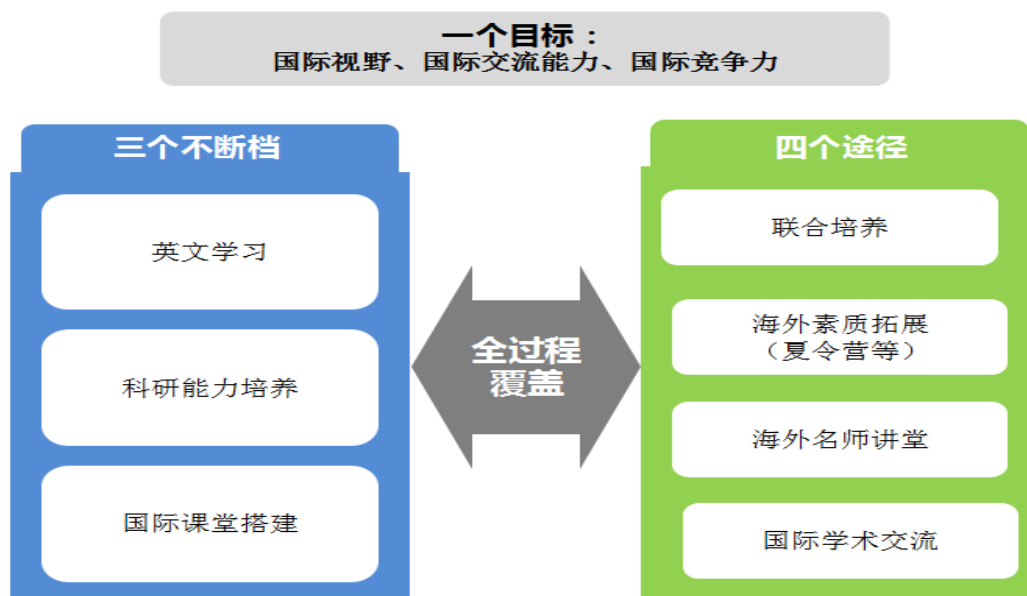 一个目标：
国际视野、国际交流能力、国际竞争力
三个不断档
英文学习
科研能力培养
国际课堂搭建
全过程
覆盖
四个途径
联合培养
海外素质拓展
（夏令营等）
海外名师讲堂
国际学术交流